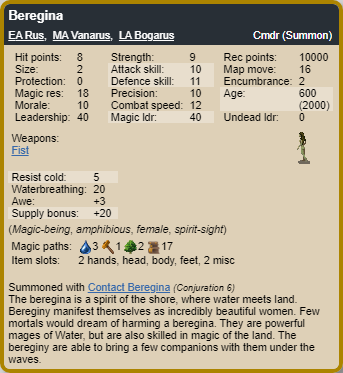 Beregina
EA Rus, MA Vanarus, LA Bogarus Cmdr (Summon)
Hit points: 8 Strength: 9 Rec points: 10000
Size: 2 Attack skill: 10 Map move: 16
Protection: 0 Defence skill: 11 Encumbrance: 2
Magic res: 18 Precision: 10 Age: 600
Morale: 10 Combat speed: 12 (2000)
Leadership: 40 Magic ldr: 40 Undead ldr: 0
Weapons:
Fist
Resist cold: 5
Waterbreathing: 20
Awe: +3
Supply bonus: +20
(Magic-being, amphibious, female, spirit-sight)
Magic paths: 3 1 2 17
Item slots: 2 hands, head, body, feet, 2 misc
Summoned with Contact Beregina (Conjuration 6)
The beregina is a spirit of the shore, where water meets land.
Bereginy manifest themselves as incredibly beautiful women. Few
mortals would dream of harming a beregina. They are powerful
mages of Water, but are also skilled in magic of the land. The
bereginy are able to bring a few companions with them under the
waves.